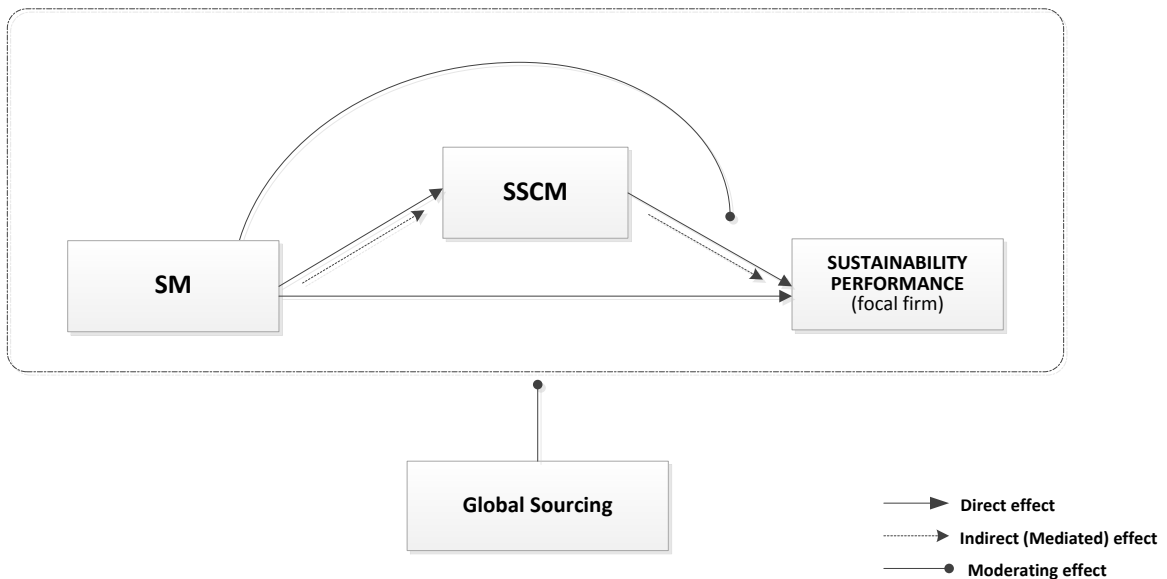 SSCM
SM
SUSTAINABILITY
PERFORMANCE
(focal firm)
Global Sourcing
Direct effect
Indirect (Mediated) effect
Moderating effect